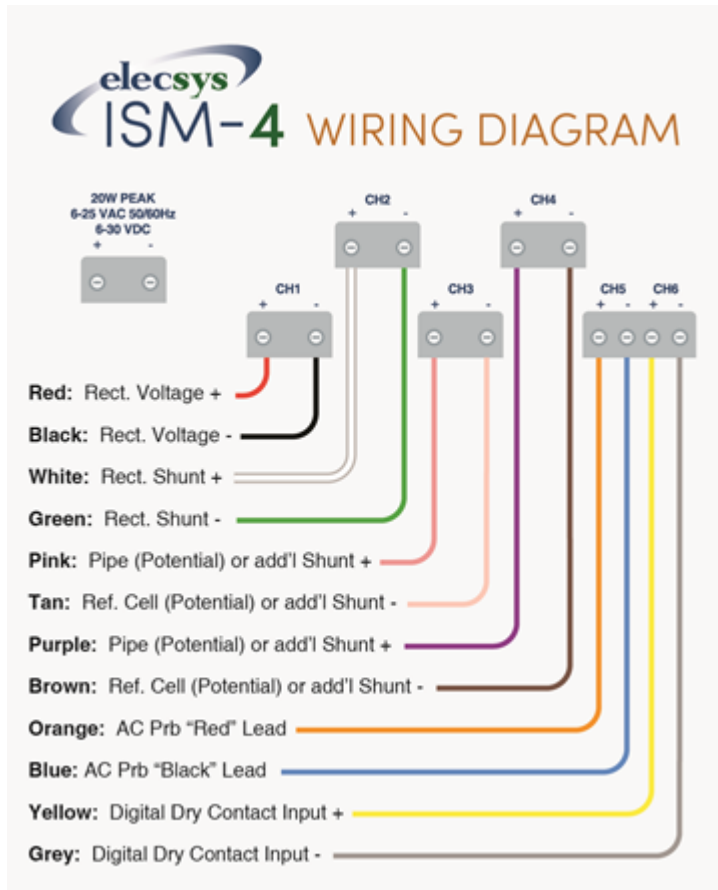 elecsys
ISM-4 WIRING DIAGRAM
20W PEAK
6-25 VAC 50/60Hz
6-30 VDC
+ -
CH2
+ -
CH4
+ -
CH1
+ -
CH3
+ -
CH5 CH6
+ - + -
Red: Rect. Voltage +
Black: Rect. Voltage -
White: Rect. Shunt +
Green: Rect. Shunt -
Pink: Pipe (Potential) or add'l Shunt +
Tan: Ref. Cell (Potential) or add'l Shunt -
Purple: Pipe (Potential) or add'l Shunt +
Brown: Ref. Cell (Potential) or add'l Shunt -
Orange: AC Prb “Red” Lead
Blue: AC Prb “Black” Lead
Yellow: Digital Dry Contact Input +
Grey: Digital Dry Contact Input -